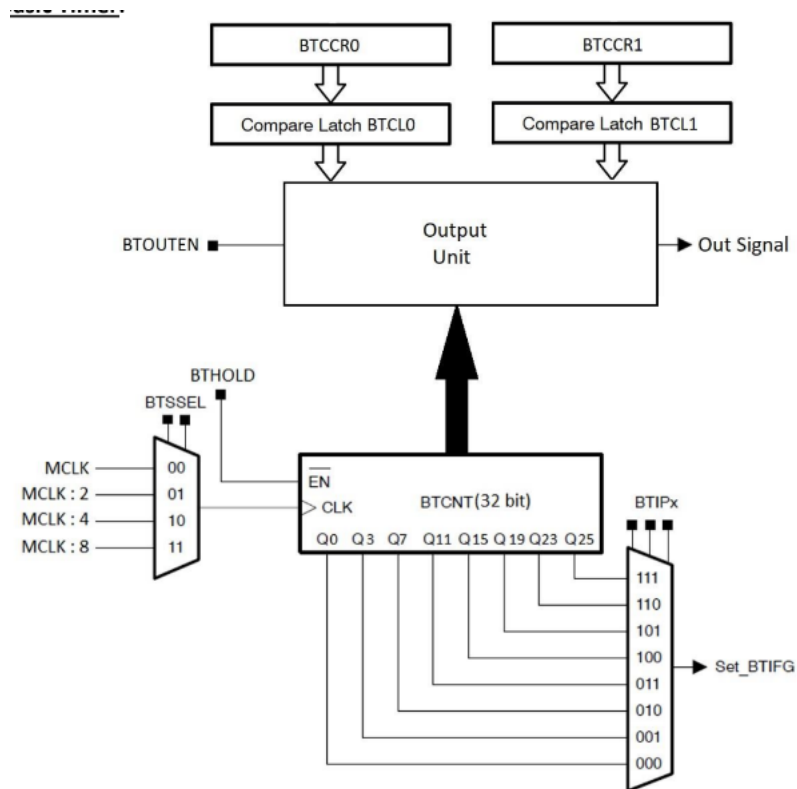 BTCCR0
BTCCR1
Compare Latch BTCL0
Compare Latch BTCL1
BTOUTEN
Output
Unit
Out Signal
BTHOLD
BTSSEL
MCLK
00
EN
MCLK : 2
01
CLK
BTCNT(32 bit)
BTIPx
MCLK : 4
10
MCLK : 8
11
Q0 Q3 Q7 Q11 Q15 Q19 Q23 Q25
111
110
101
100
Set_BTIFG
011
010
001
000